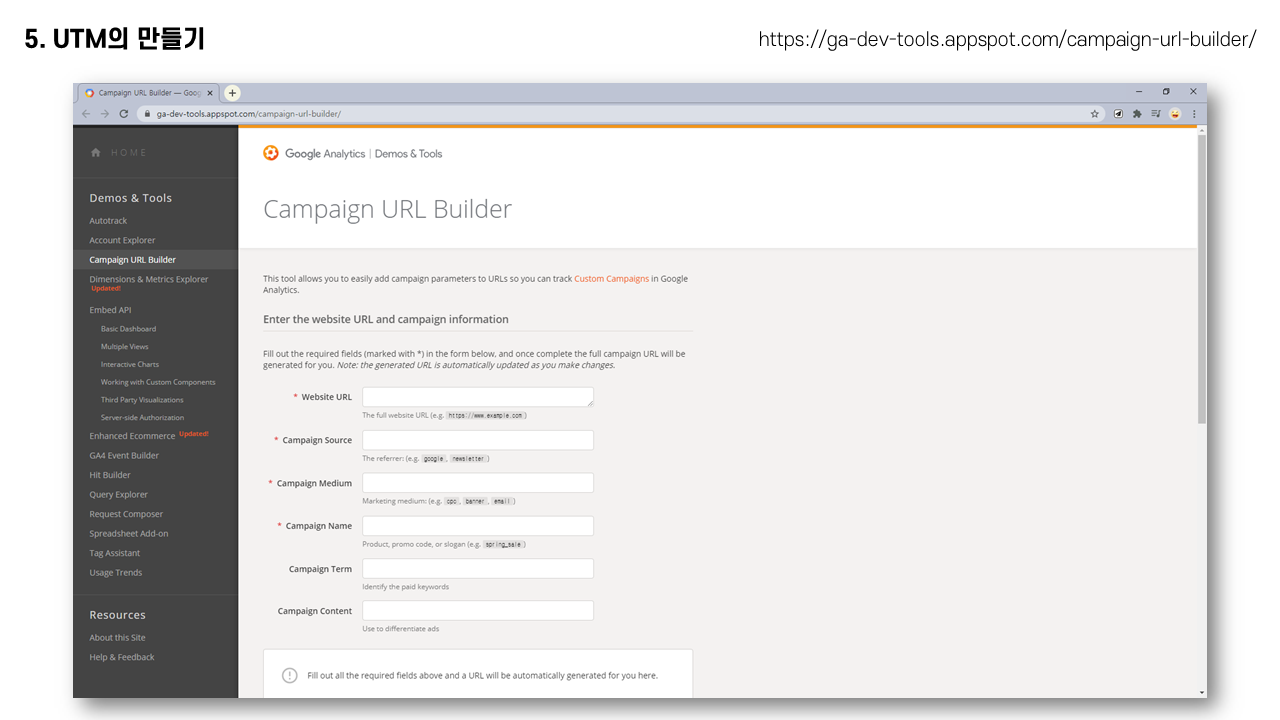 5. UTM의 만들기
https://ga-dev-tools.appspot.com/campaign-url-builder/
Campaign URL Builder — Goog
ga-dev-tools.appspot.com/campaign-url-builder/
HOME
Demos & Tools
Autotrack
Account Explorer
Campaign URL Builder
Dimensions & Metrics Explorer
Updated!
Embed API
Basic Dashboard
Multiple Views
Interactive Charts
Working with Custom Components
Third Party Visualizations
Server-side Authorization
Enhanced Ecommerce Updated!
GA4 Event Builder
Hit Builder
Query Explorer
Request Composer
Spreadsheet Add-on
Tag Assistant
Usage Trends
Resources
About this Site
Help & Feedback
Google Analytics | Demos & Tools
Campaign URL Builder
This tool allows you to easily add campaign parameters to URLs so you can track Custom Campaigns in Google
Analytics.
Enter the website URL and campaign information
Fill out the required fields (marked with *) in the form below, and once complete the full campaign URL will be
generated for you. Note: the generated URL is automatically updated as you make changes.
* Website URL
The full website URL (e.g. https://www.example.com )
* Campaign Source
The referrer: (e.g. google , newsletter )
* Campaign Medium
Marketing medium: (e.g. cpc , banner , email )
* Campaign Name
Product, promo code, or slogan (e.g. spring_sale )
Campaign Term
Identify the paid keywords
Campaign Content
Use to differentiate ads
Fill out all the required fields above and a URL will be automatically generated for you here.